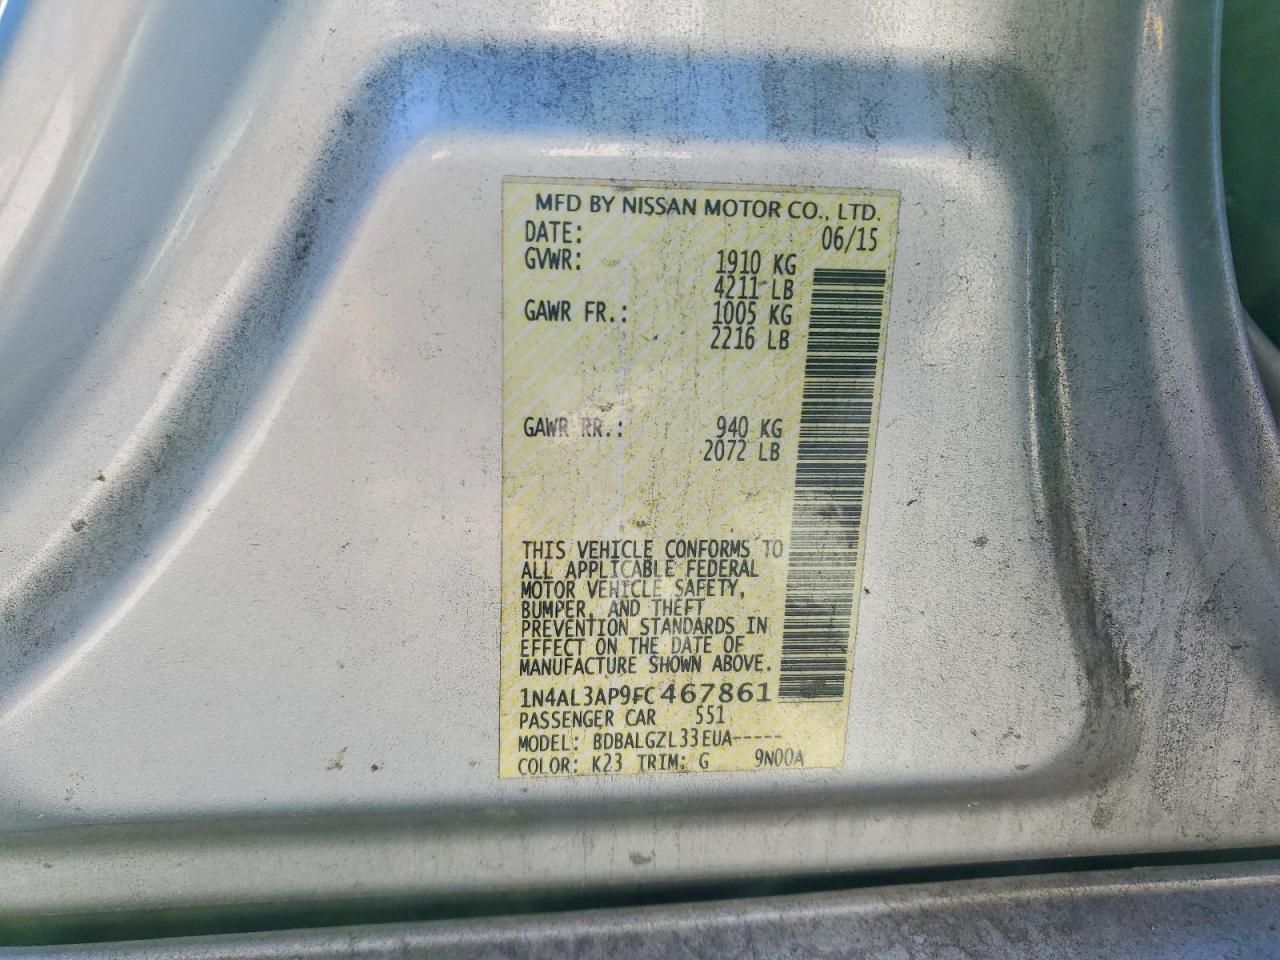 MFD BY NISSAN MOTOR CO., LTD.
DATE: 06/15
GVWR: 1910 KG
4211 LB
GAWR FR.: 1005 KG
2216 LB
GAWR RR.: 940 KG
2072 LB
THIS VEHICLE CONFORMS TO
ALL APPLICABLE FEDERAL
MOTOR VEHICLE SAFETY,
BUMPER, AND THEFT
PREVENTION STANDARDS IN
EFFECT ON THE DATE OF
MANUFACTURE SHOWN ABOVE.
1N4AL3AP9FC467861
PASSENGER CAR 551
MODEL: BDBALGZL33EUA-----
COLOR: K23 TRIM: G 9N00A